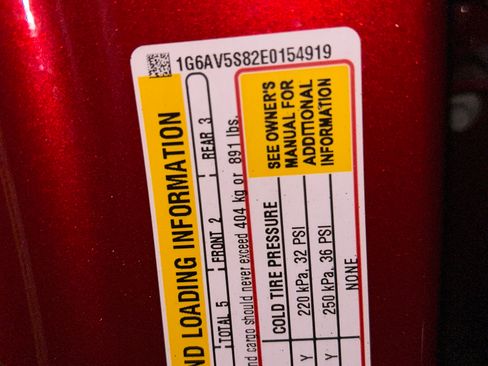 1G6AV5S82E0154919
ND LOADING INFORMATION
TOTAL 5 FRONT 2 REAR 3
nd cargo should never exceed 404 kg or 891 lbs.
SEE OWNER'S
MANUAL FOR
ADDITIONAL
INFORMATION
COLD TIRE PRESSURE
Y 220 kPa, 32 PSI
Y 250 kPa, 36 PSI
NONE